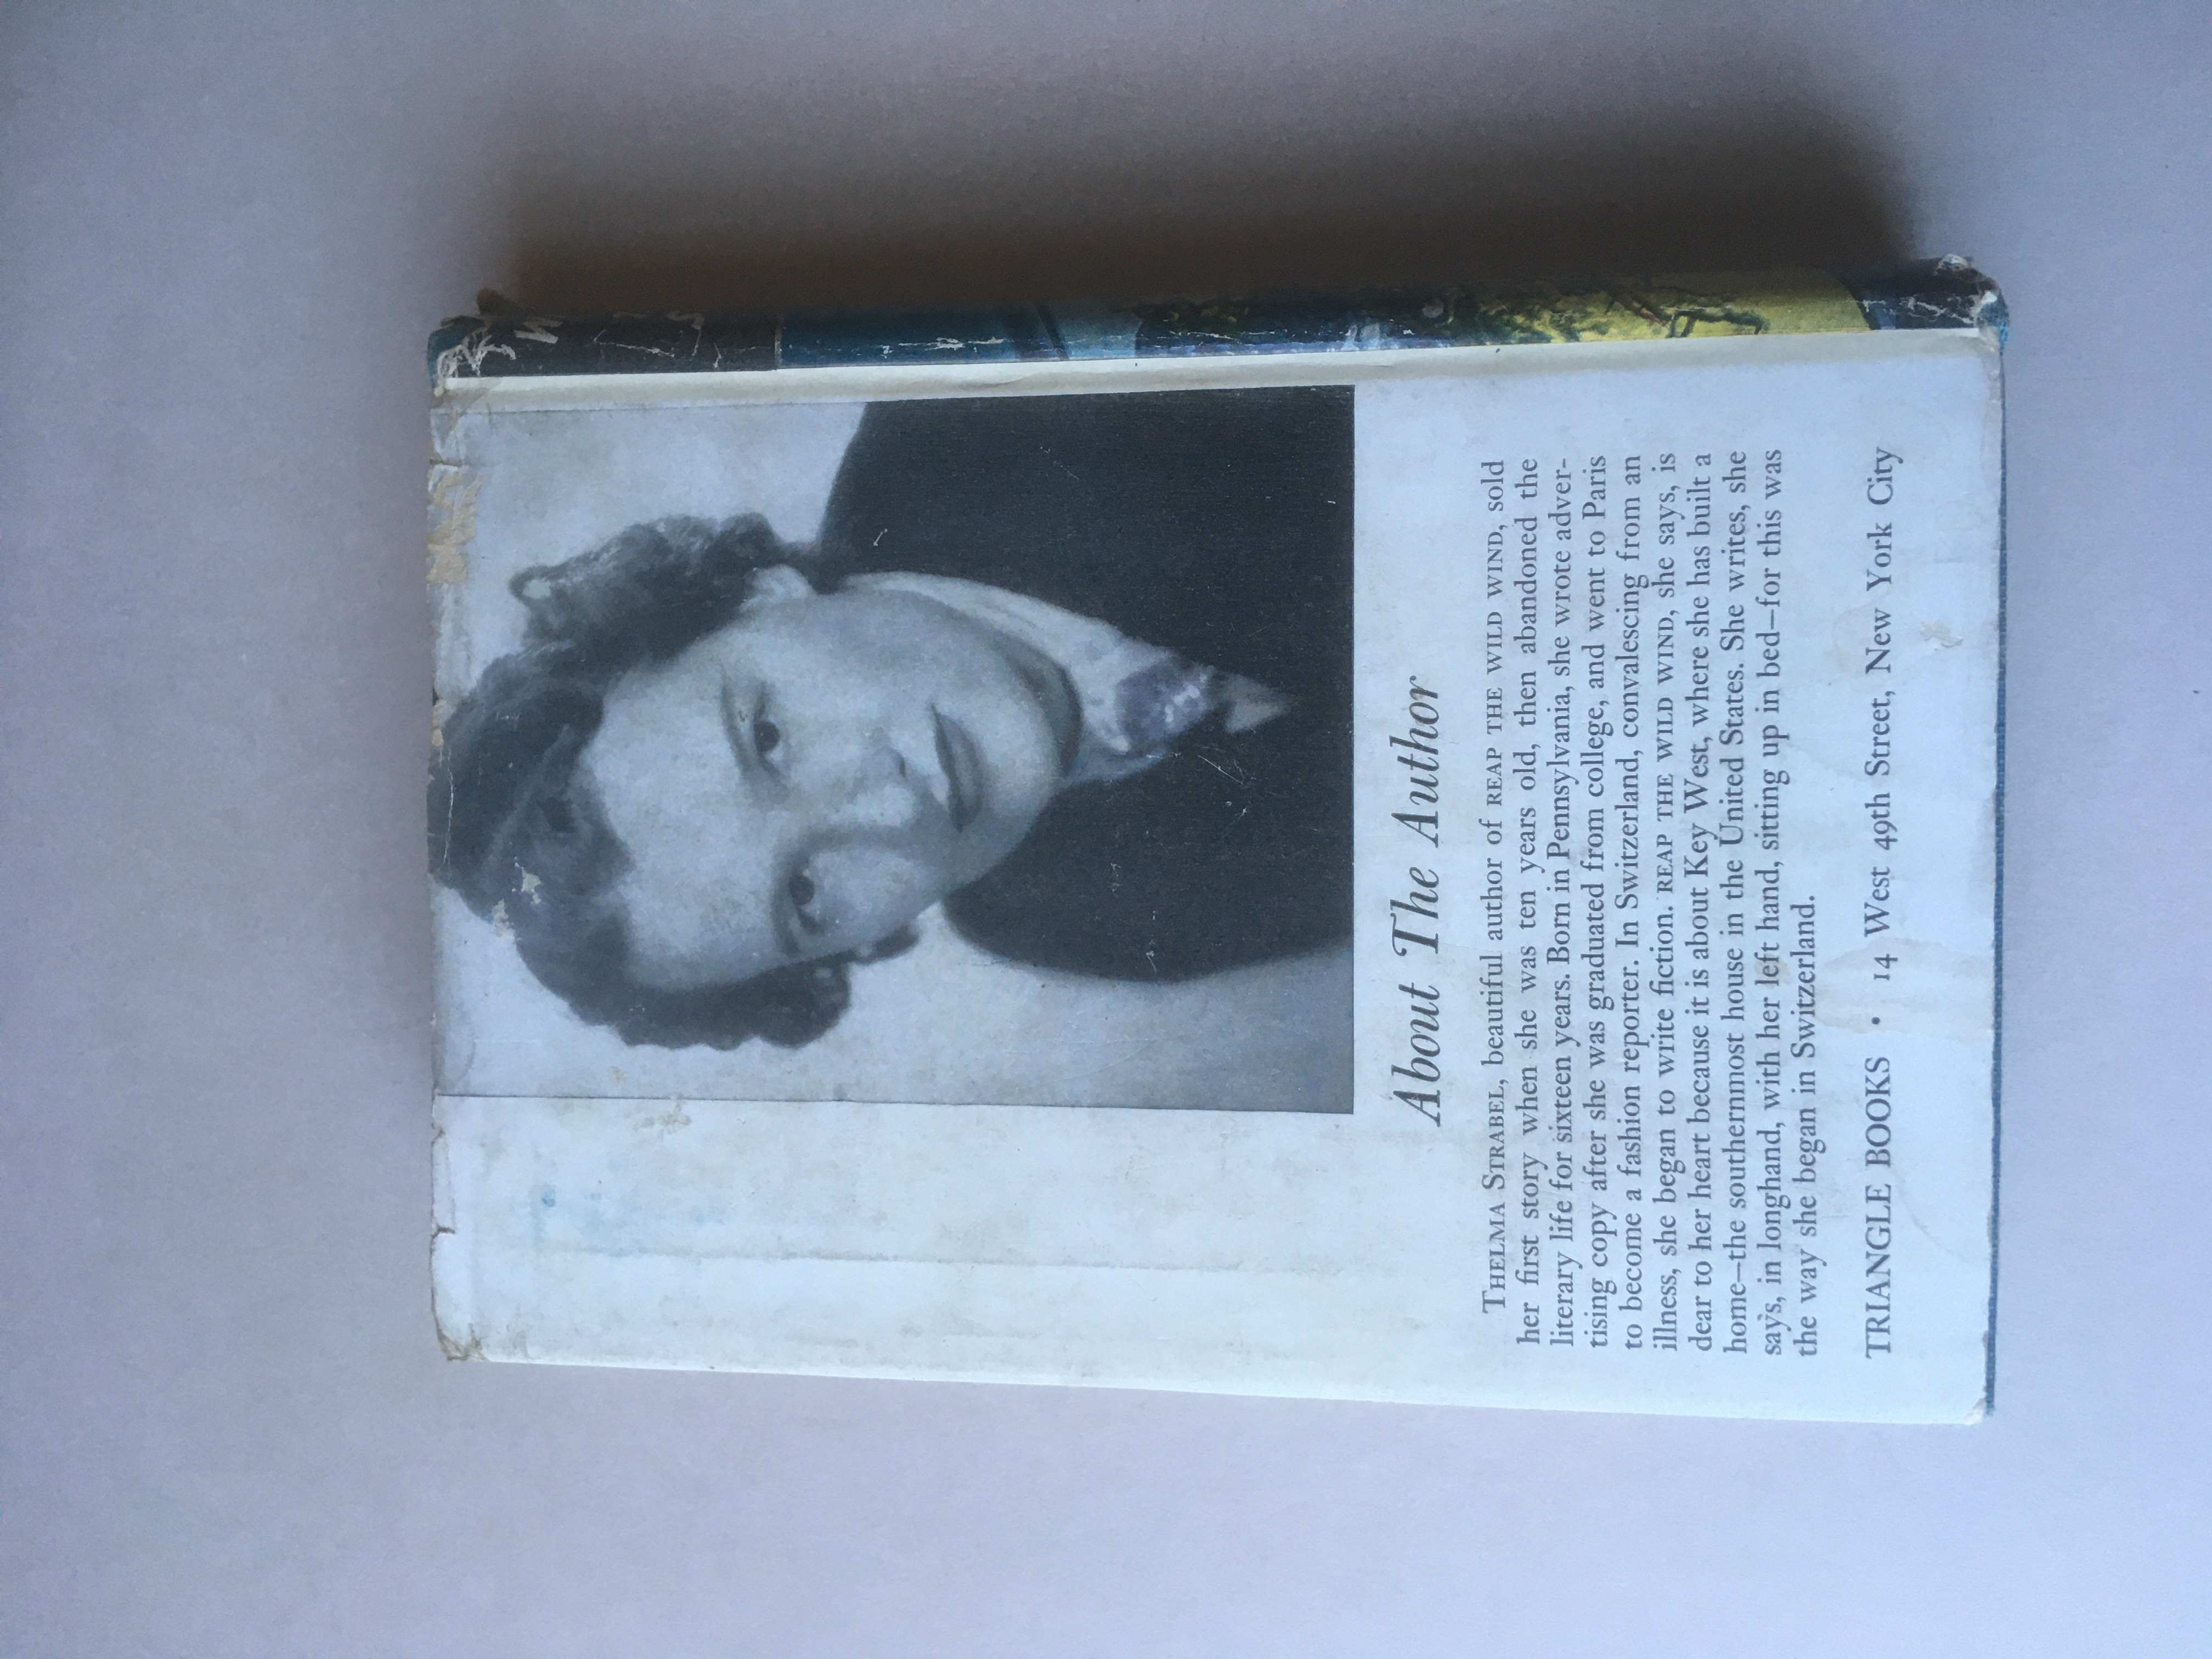 About The Author
THELMA STRABEL, beautiful author of REAP THE WILD WIND, sold
her first story when she was ten years old, then abandoned the
literary life for sixteen years. Born in Pennsylvania, she wrote adver-
tising copy after she was graduated from college, and went to Paris
to become a fashion reporter. In Switzerland, convalescing from an
illness, she began to write fiction. REAP THE WILD WIND, she says, is
dear to her heart because it is about Key West, where she has built a
home—the southernmost house in the United States. She writes, she
says, in longhand, with her left hand, sitting up in bed—for this was
the way she began in Switzerland.
TRIANGLE BOOKS • 14 West 49th Street, New York City